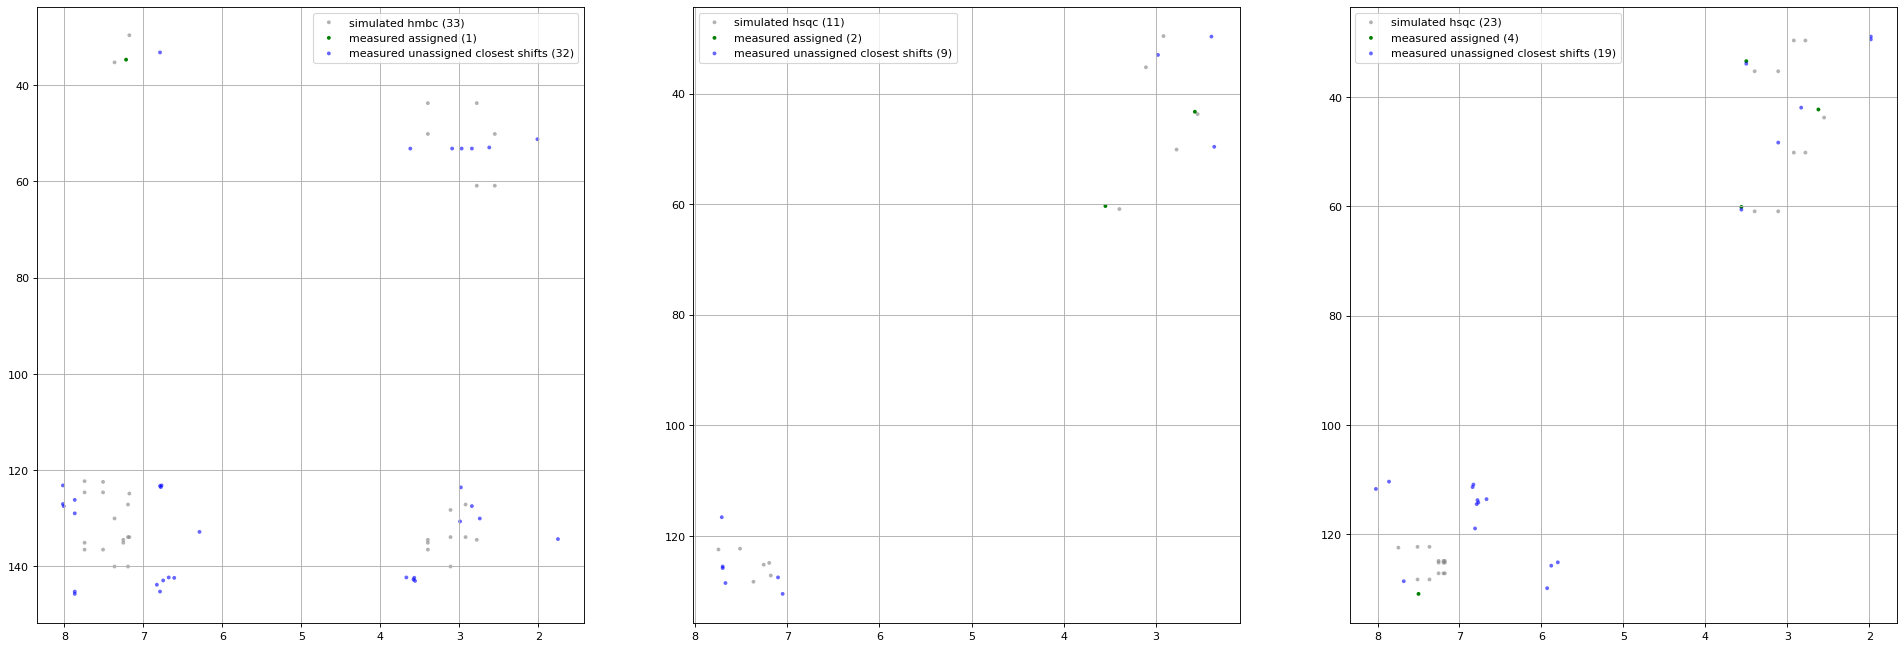 simulated hmbc (33)
measured assigned (1)
measured unassigned closest shifts (32)
40
60
80
100
120
140
8 7 6 5 4 3 2
simulated hsqc (11)
measured assigned (2)
measured unassigned closest shifts (9)
40
60
80
100
120
8 7 6 5 4 3
simulated hsqc (23)
measured assigned (4)
measured unassigned closest shifts (19)
40
60
80
100
120
8 7 6 5 4 3 2